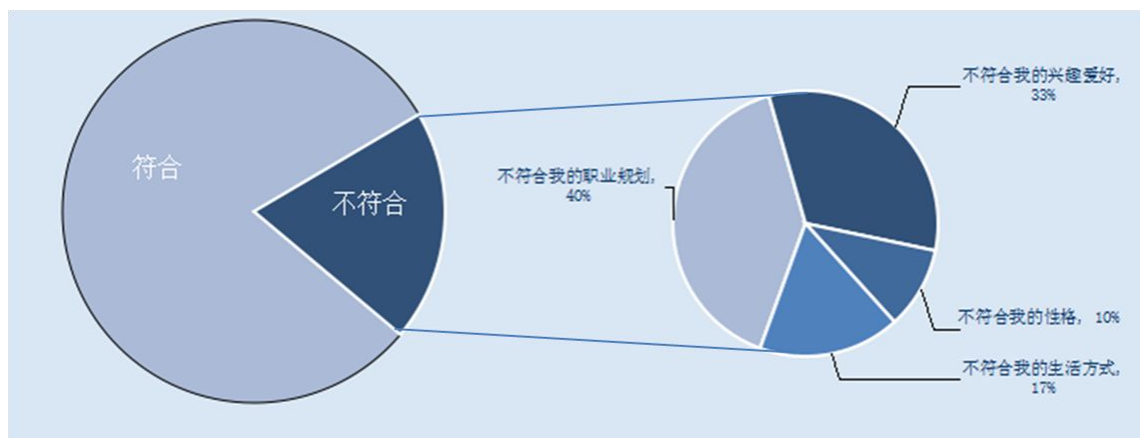 符合
不符合
不符合我的职业规划,
40%
不符合我的兴趣爱好,
33%
不符合我的性格, 10%
不符合我的生活方式,
17%